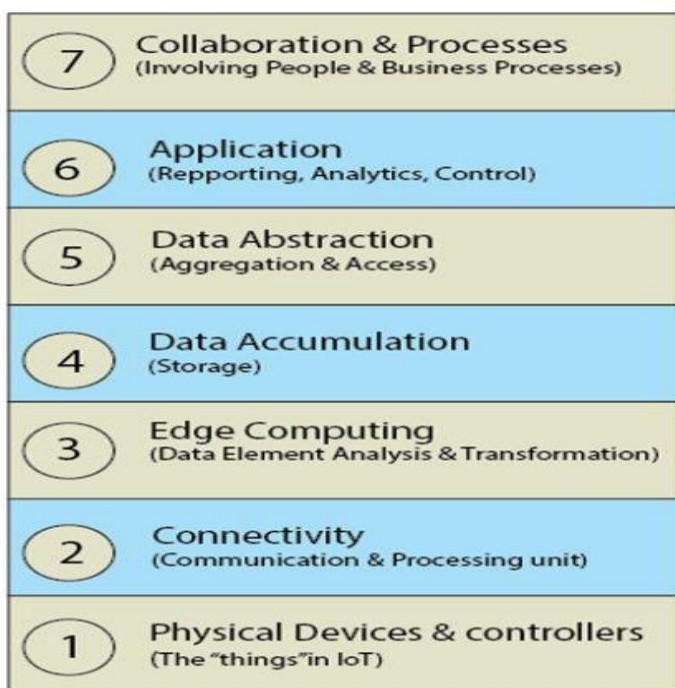 7 Collaboration & Processes
(Involving People & Business Processes)
6 Application
(Repporting, Analytics, Control)
5 Data Abstraction
(Aggregation & Access)
4 Data Accumulation
(Storage)
3 Edge Computing
(Data Element Analysis & Transformation)
2 Connectivity
(Communication & Processing unit)
1 Physical Devices & controllers
(The “things”in IoT)